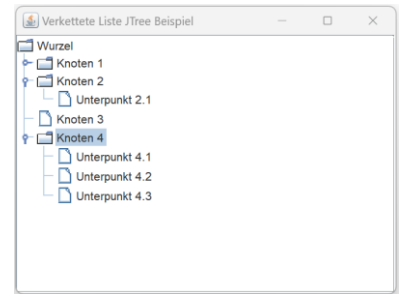 Verkettete Liste JTree Beispiel
Wurzel
Knoten 1
Knoten 2
Unterpunkt 2.1
Knoten 3
Knoten 4
Unterpunkt 4.1
Unterpunkt 4.2
Unterpunkt 4.3